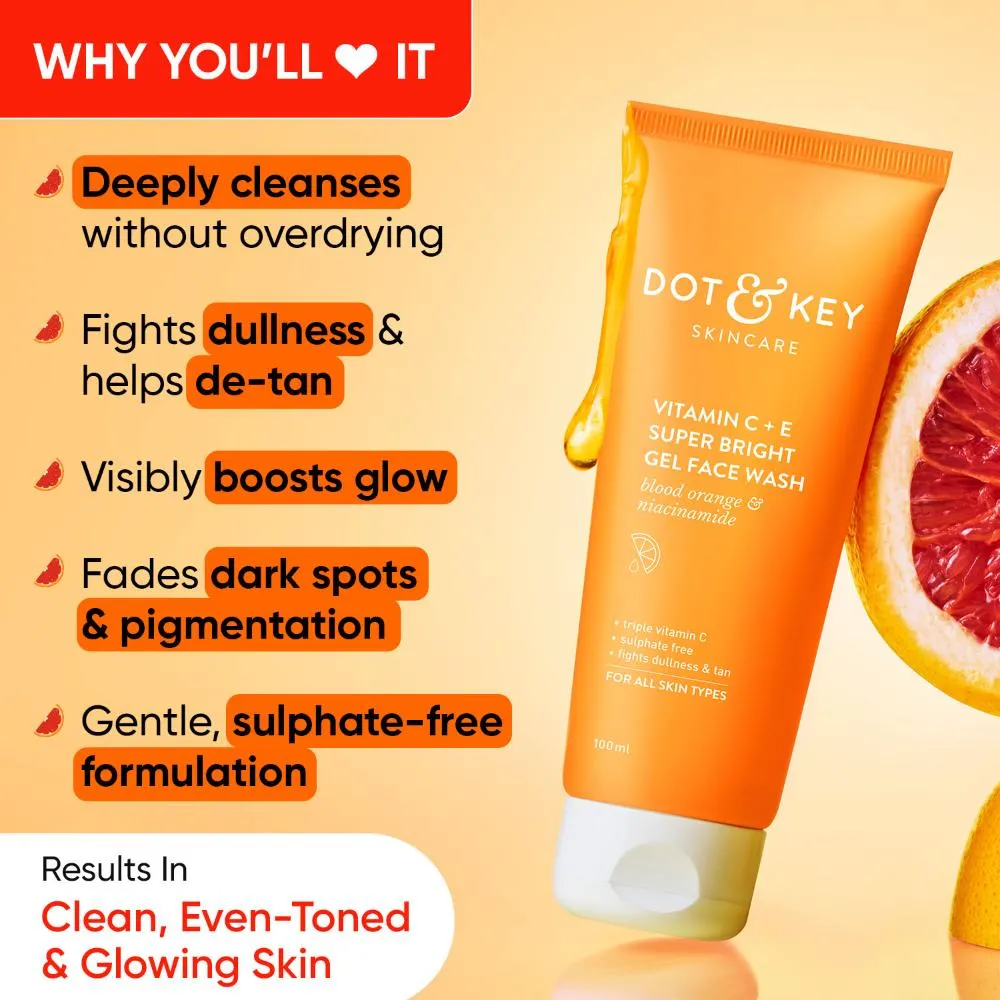 WHY YOU'LL ♥ IT
Deeply cleanses
without overdrying
Fights dullness &
helps de-tan
Visibly boosts glow
Fades dark spots
& pigmentation
Gentle, sulphate-free
formulation
Results In
Clean, Even-Toned
& Glowing Skin
DOT & KEY
SKINCARE
VITAMIN C + E
SUPER BRIGHT
GEL FACE WASH
blood orange &
niacinamide
• triple vitamin C
• sulphate free
• fights dullness & tan
FOR ALL SKIN TYPES
100ml